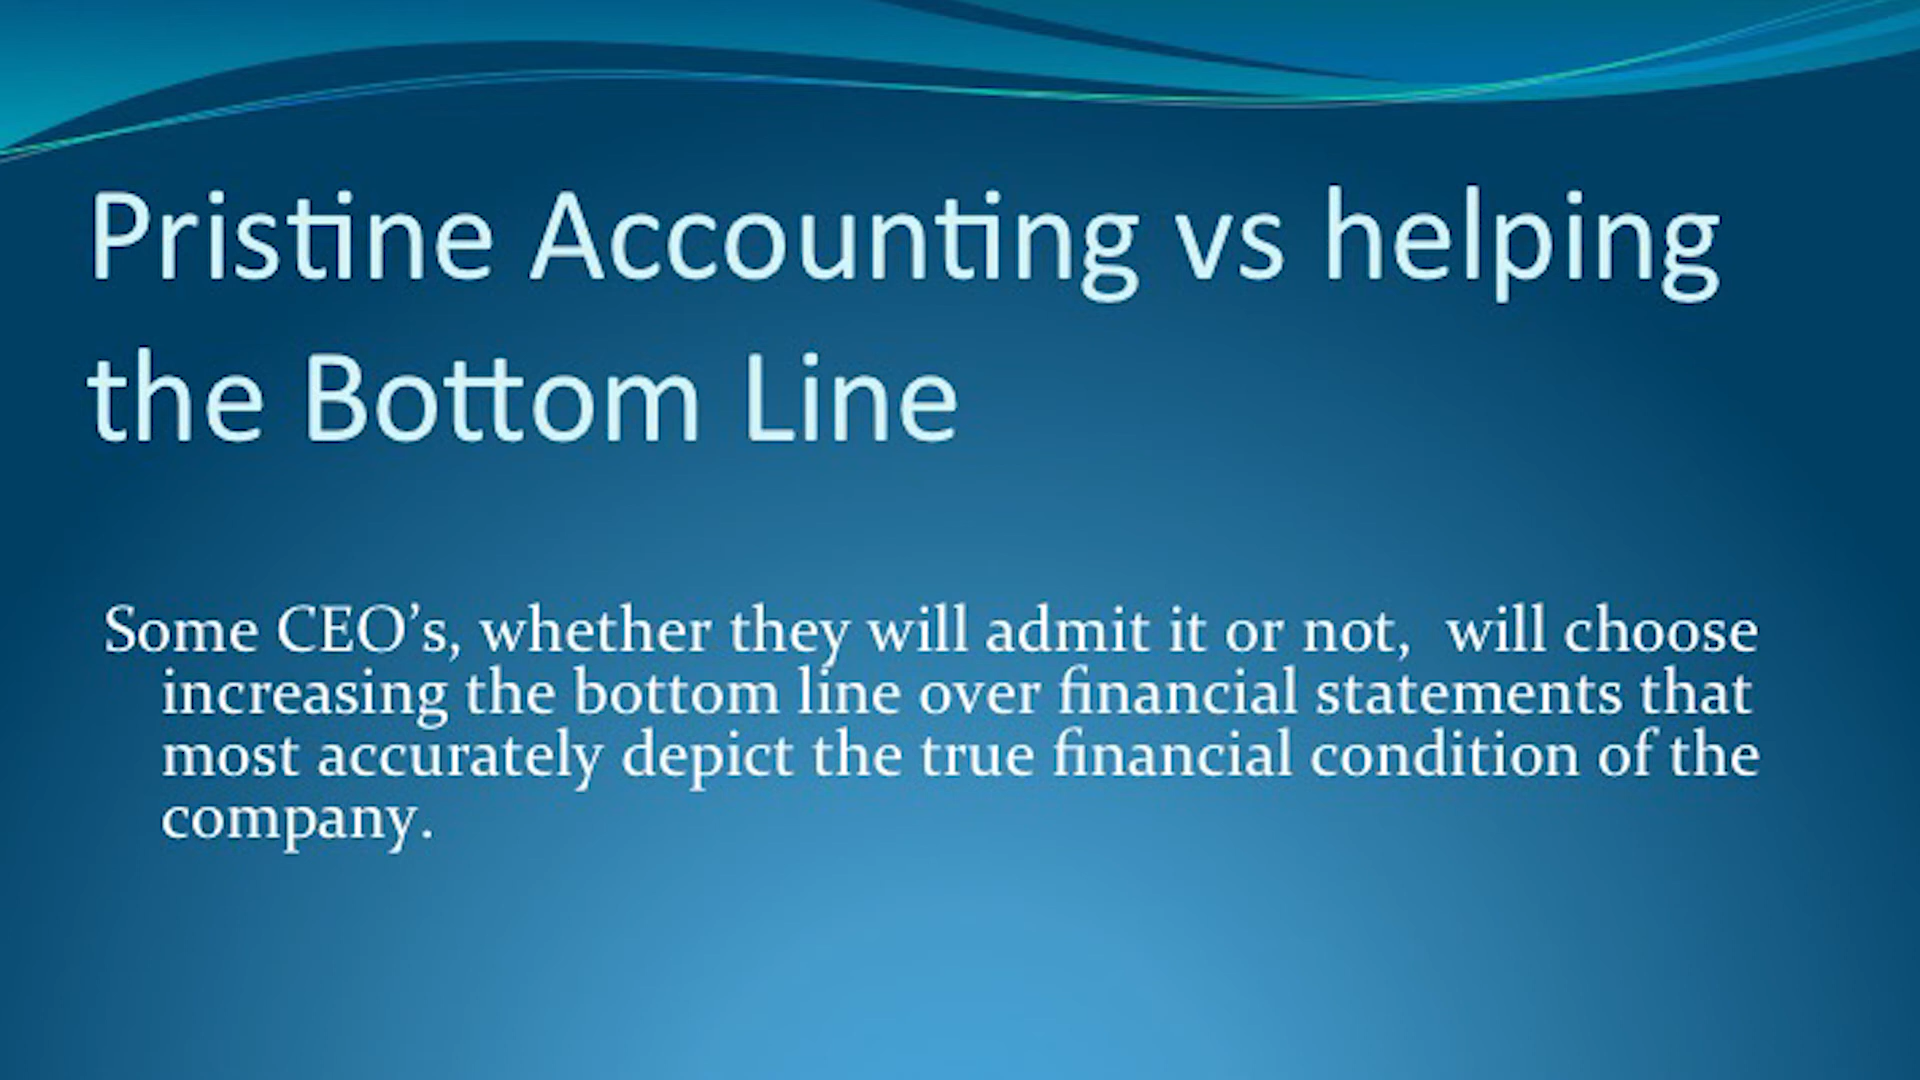 Pristine Accounting vs helping
the Bottom Line
Some CEO’s, whether they will admit it or not,  will choose
increasing the bottom line over financial statements that
most accurately depict the true financial condition of the
company.